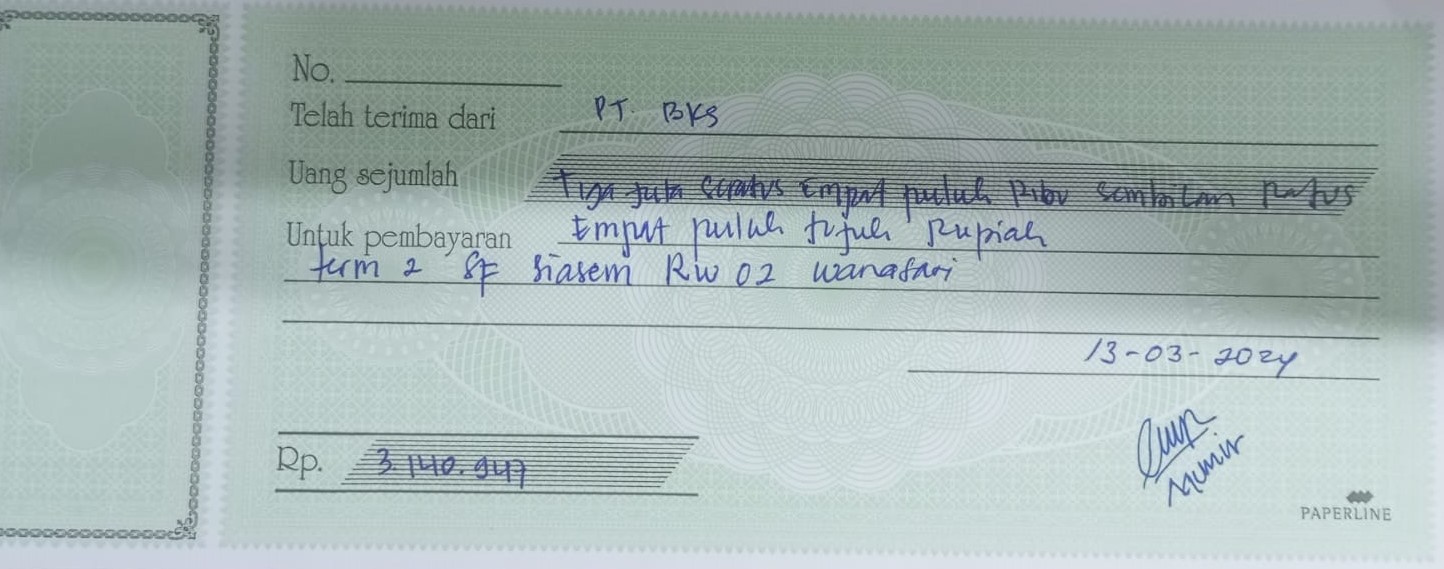 No.
Telah terima dari PT. BKS
Uang sejumlah Tiga Juta Seratus Empat puluh Ribu Sembilan Ratus
Untuk pembayaran Empat puluh tujuh Rupiah
term 2 SF Siasem RW 02 wanasari
13-03-2024
Rp. 3.140.947
Munir
PAPERLINE